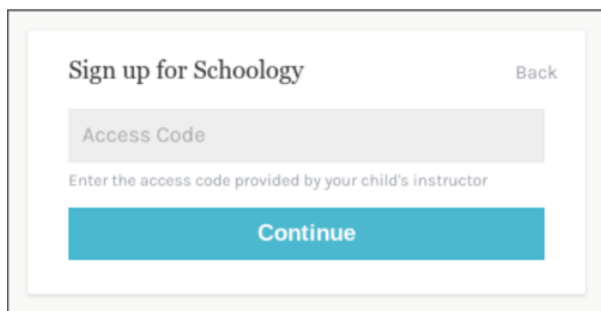 Sign up for Schoology
Back
Access Code
Enter the access code provided by your child's instructor
Continue